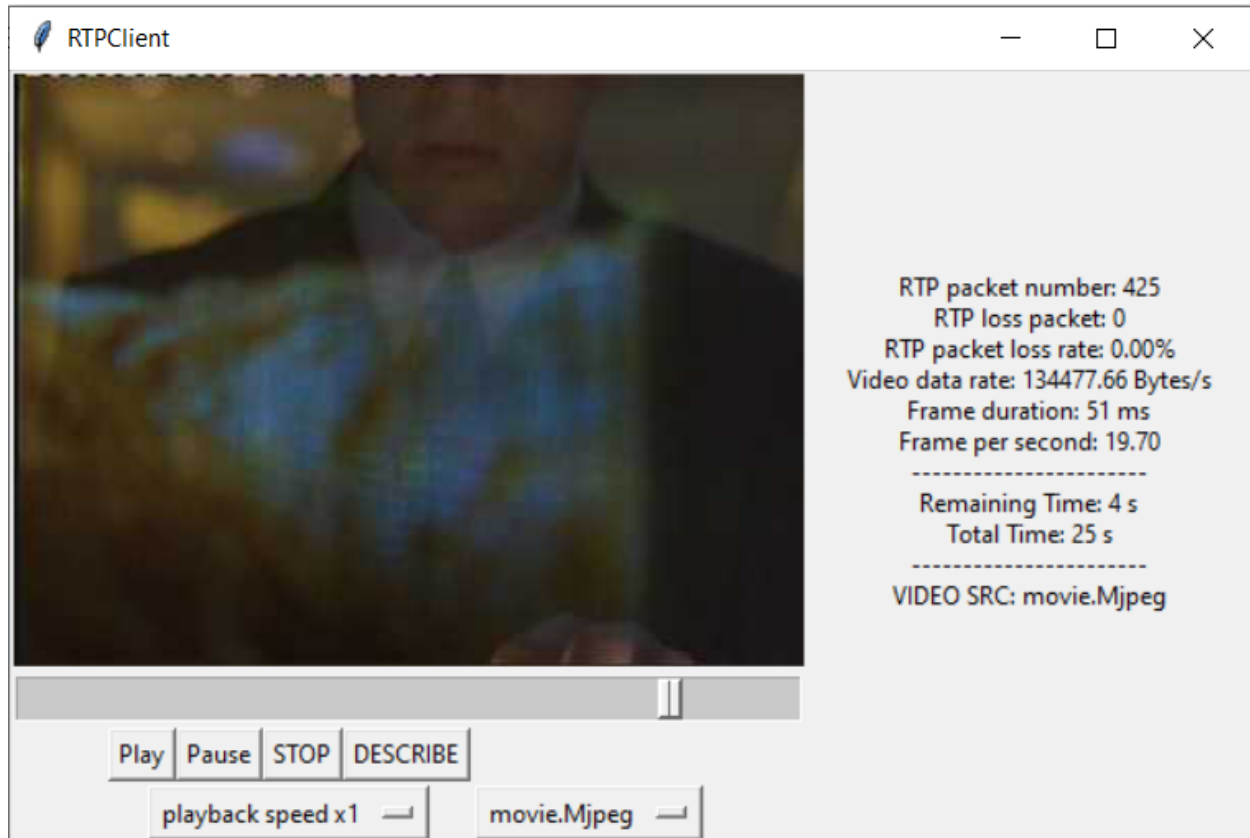 RTPClient
RTP packet number: 425
RTP loss packet: 0
RTP packet loss rate: 0.00%
Video data rate: 134477.66 Bytes/s
Frame duration: 51 ms
Frame per second: 19.70
-----------------------
Remaining Time: 4 s
Total Time: 25 s
-----------------------
VIDEO SRC: movie.Mjpeg
Play Pause STOP DESCRIBE
playback speed x1 movie.Mjpeg